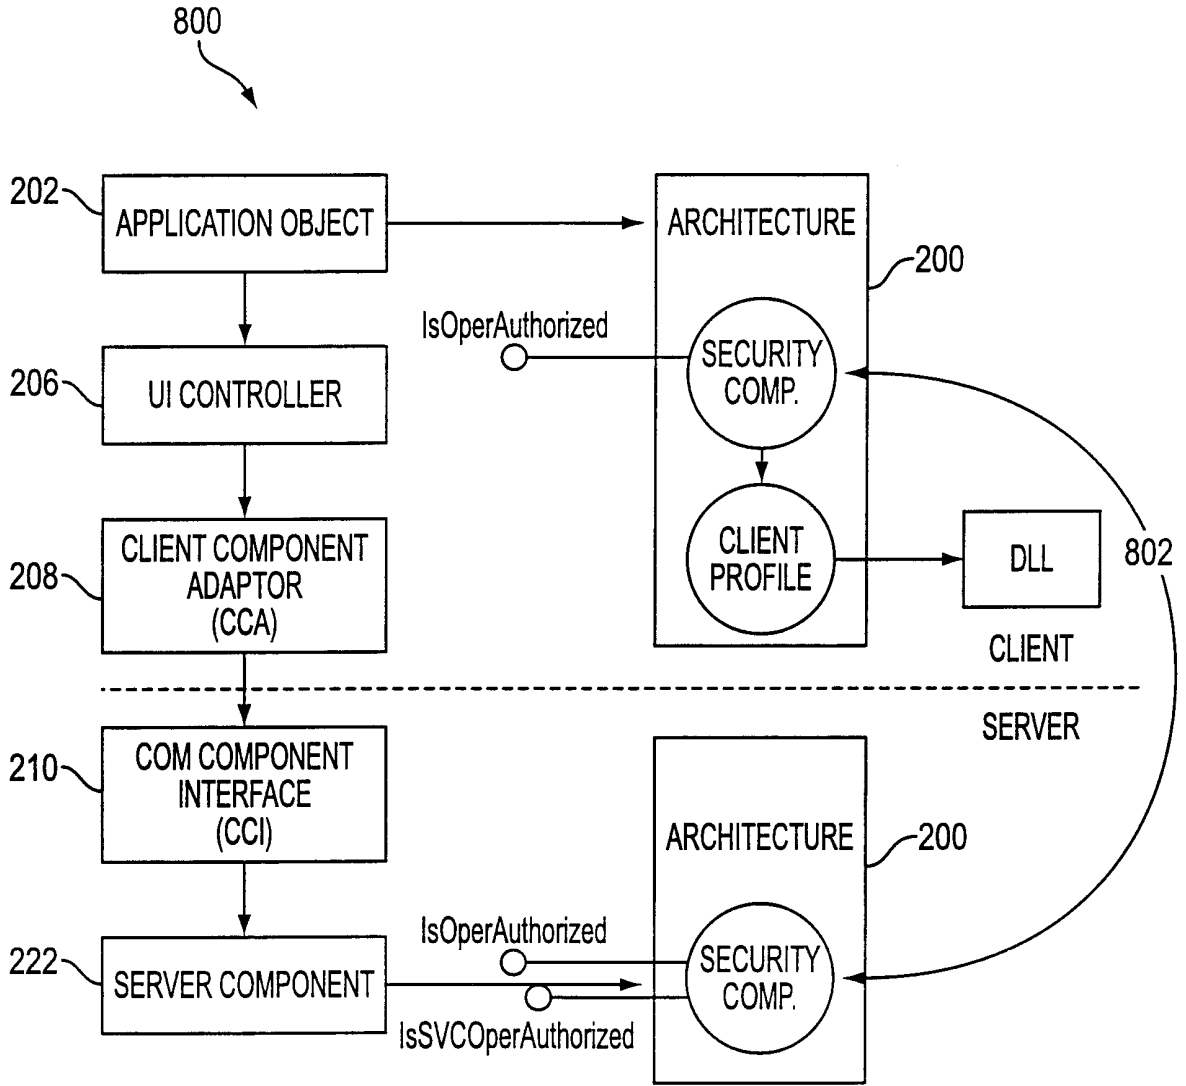 800
202
APPLICATION OBJECT
ARCHITECTURE
200
IsOperAuthorized
SECURITY
COMP.
206
UI CONTROLLER
208
CLIENT COMPONENT
ADAPTOR
(CCA)
CLIENT
PROFILE
DLL
802
CLIENT
SERVER
210
COM COMPONENT
INTERFACE
(CCI)
ARCHITECTURE
200
222
SERVER COMPONENT
IsOperAuthorized
SECURITY
COMP.
IsSVCOperAuthorized